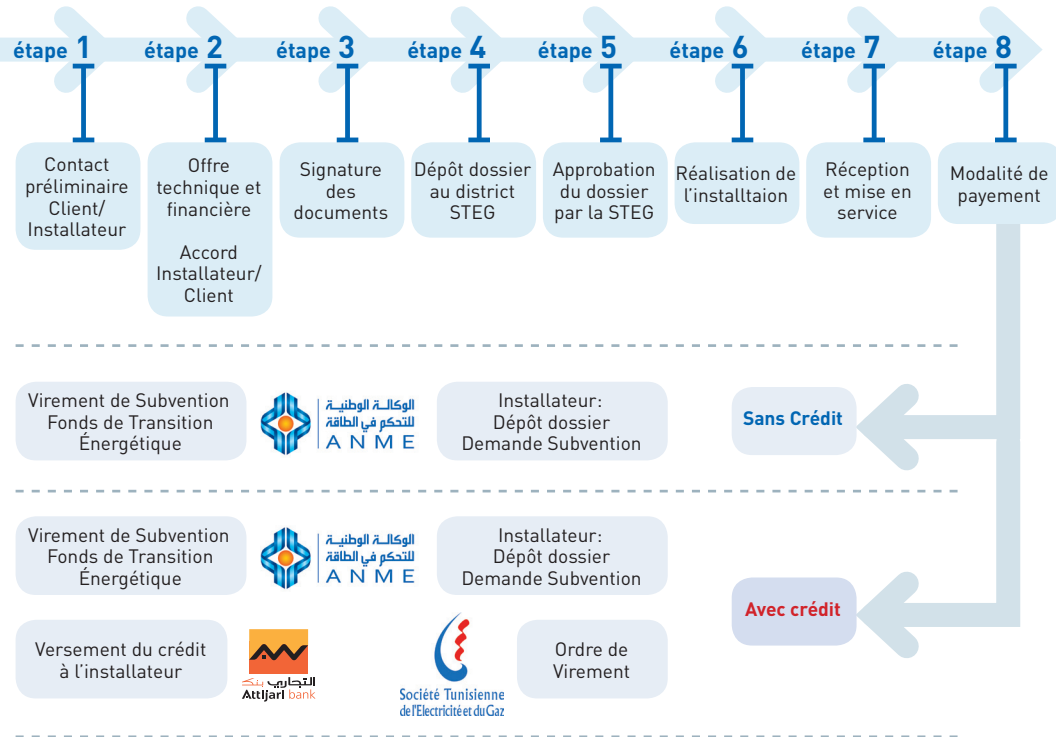 étape 1
étape 2
étape 3
étape 4
étape 5
étape 6
étape 7
étape 8
Contact
préliminaire
Client/
Installateur
Offre
technique et
financière
Accord
Installateur/
Client
Signature
des
documents
Dépôt dossier
au district
STEG
Approbation
du dossier
par la STEG
Réalisation de
l'installtaion
Réception
et mise en
service
Modalité de
payement
Virement de Subvention
Fonds de Transition
Énergétique
الوكالة الوطنية
للتحكم في الطاقة
ANME
Installateur:
Dépôt dossier
Demande Subvention
Sans Crédit
Virement de Subvention
Fonds de Transition
Énergétique
الوكالة الوطنية
للتحكم في الطاقة
ANME
Installateur:
Dépôt dossier
Demande Subvention
Avec crédit
Versement du crédit
à l'installateur
التجاري بنك
Attijari bank
Société Tunisienne
de l'Electricité et du Gaz
Ordre de
Virement